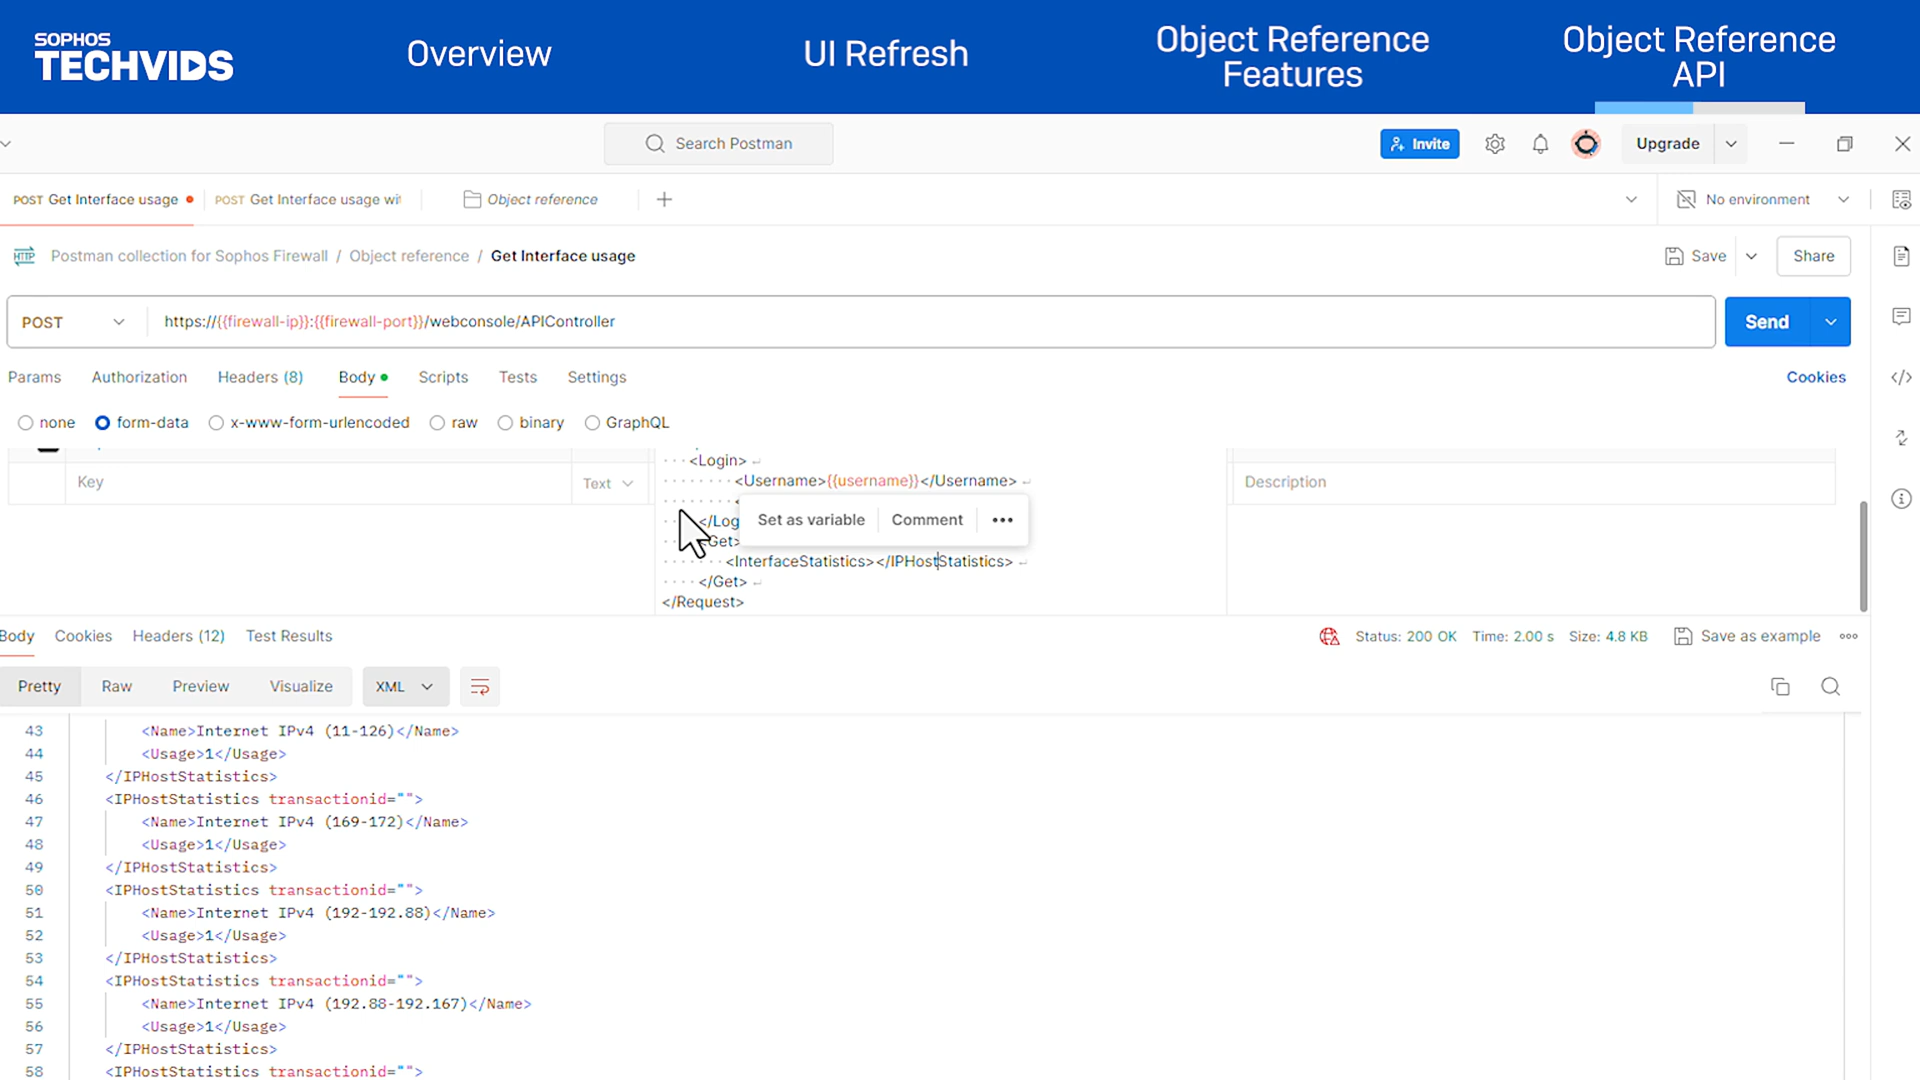 SOPHOS
TECHVIDS
Overview
UI Refresh
Object Reference
Features
Object Reference
API
Search Postman
Invite
Upgrade
POST Get Interface usage
POST Get Interface usage wi
Object reference
No environment
HTTP
Postman collection for Sophos Firewall / Object reference / Get Interface usage
Save
Share
POST
https://{{firewall-ip}}:{{firewall-port}}/webconsole/APIController
Send
Params
Authorization
Headers (8)
Body
Scripts
Tests
Settings
Cookies
none
form-data
x-www-form-urlencoded
raw
binary
GraphQL
<Login>
Key
Text
<Username>{{username}}</Username>
Description
<
</Log
Set as variable
Comment
Get>
<InterfaceStatistics></IPHostStatistics>
</Get>
</Request>
Body
Cookies
Headers (12)
Test Results
Status: 200 OK
Time: 2.00 s
Size: 4.8 KB
Save as example
Pretty
Raw
Preview
Visualize
XML
43 <Name>Internet IPv4 (11-126)</Name>
44 <Usage>1</Usage>
45 </IPHostStatistics>
46 <IPHostStatistics transactionid="">
47 <Name>Internet IPv4 (169-172)</Name>
48 <Usage>1</Usage>
49 </IPHostStatistics>
50 <IPHostStatistics transactionid="">
51 <Name>Internet IPv4 (192-192.88)</Name>
52 <Usage>1</Usage>
53 </IPHostStatistics>
54 <IPHostStatistics transactionid="">
55 <Name>Internet IPv4 (192.88-192.167)</Name>
56 <Usage>1</Usage>
57 </IPHostStatistics>
58 <IPHostStatistics transactionid="">